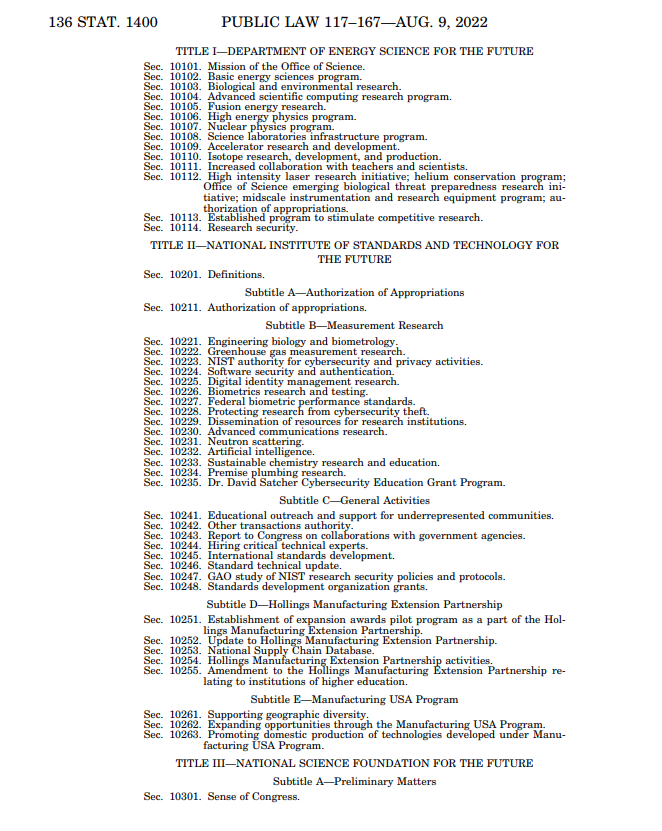 136 STAT. 1400 PUBLIC LAW 117–167—AUG. 9, 2022
TITLE I—DEPARTMENT OF ENERGY SCIENCE FOR THE FUTURE
Sec. 10101. Mission of the Office of Science.
Sec. 10102. Basic energy sciences program.
Sec. 10103. Biological and environmental research.
Sec. 10104. Advanced scientific computing research program.
Sec. 10105. Fusion energy research.
Sec. 10106. High energy physics program.
Sec. 10107. Nuclear physics program.
Sec. 10108. Science laboratories infrastructure program.
Sec. 10109. Accelerator research and development.
Sec. 10110. Isotope research, development, and production.
Sec. 10111. Increased collaboration with teachers and scientists.
Sec. 10112. High intensity laser research initiative; helium conservation program;
Office of Science emerging biological threat preparedness research ini-
tiative; midscale instrumentation and research equipment program; au-
thorization of appropriations.
Sec. 10113. Established program to stimulate competitive research.
Sec. 10114. Research security.
TITLE II—NATIONAL INSTITUTE OF STANDARDS AND TECHNOLOGY FOR
THE FUTURE
Sec. 10201. Definitions.
Subtitle A—Authorization of Appropriations
Sec. 10211. Authorization of appropriations.
Subtitle B—Measurement Research
Sec. 10221. Engineering biology and biometrology.
Sec. 10222. Greenhouse gas measurement research.
Sec. 10223. NIST authority for cybersecurity and privacy activities.
Sec. 10224. Software security and authentication.
Sec. 10225. Digital identity management research.
Sec. 10226. Biometrics research and testing.
Sec. 10227. Federal biometric performance standards.
Sec. 10228. Protecting research from cybersecurity theft.
Sec. 10229. Dissemination of resources for research institutions.
Sec. 10230. Advanced communications research.
Sec. 10231. Neutron scattering.
Sec. 10232. Artificial intelligence.
Sec. 10233. Sustainable chemistry research and education.
Sec. 10234. Premise plumbing research.
Sec. 10235. Dr. David Satcher Cybersecurity Education Grant Program.
Subtitle C—General Activities
Sec. 10241. Educational outreach and support for underrepresented communities.
Sec. 10242. Other transactions authority.
Sec. 10243. Report to Congress on collaborations with government agencies.
Sec. 10244. Hiring critical technical experts.
Sec. 10245. International standards development.
Sec. 10246. Standard technical update.
Sec. 10247. GAO study of NIST research security policies and protocols.
Sec. 10248. Standards development organization grants.
Subtitle D—Hollings Manufacturing Extension Partnership
Sec. 10251. Establishment of expansion awards pilot program as a part of the Hol-
lings Manufacturing Extension Partnership.
Sec. 10252. Update to Hollings Manufacturing Extension Partnership.
Sec. 10253. National Supply Chain Database.
Sec. 10254. Hollings Manufacturing Extension Partnership activities.
Sec. 10255. Amendment to the Hollings Manufacturing Extension Partnership re-
lating to institutions of higher education.
Subtitle E—Manufacturing USA Program
Sec. 10261. Supporting geographic diversity.
Sec. 10262. Expanding opportunities through the Manufacturing USA Program.
Sec. 10263. Promoting domestic production of technologies developed under Manu-
facturing USA Program.
TITLE III—NATIONAL SCIENCE FOUNDATION FOR THE FUTURE
Subtitle A—Preliminary Matters
Sec. 10301. Sense of Congress.